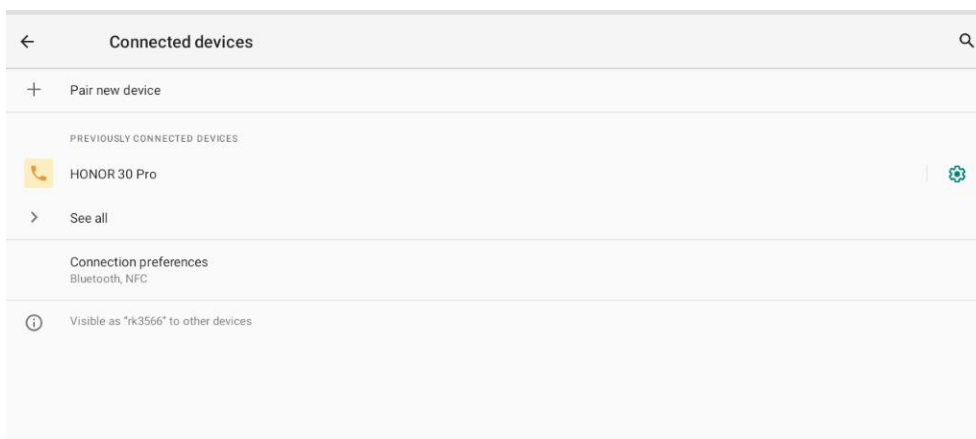 Connected devices
Pair new device
PREVIOUSLY CONNECTED DEVICES
HONOR 30 Pro
See all
Connection preferences
Bluetooth, NFC
Visible as "rk3566" to other devices